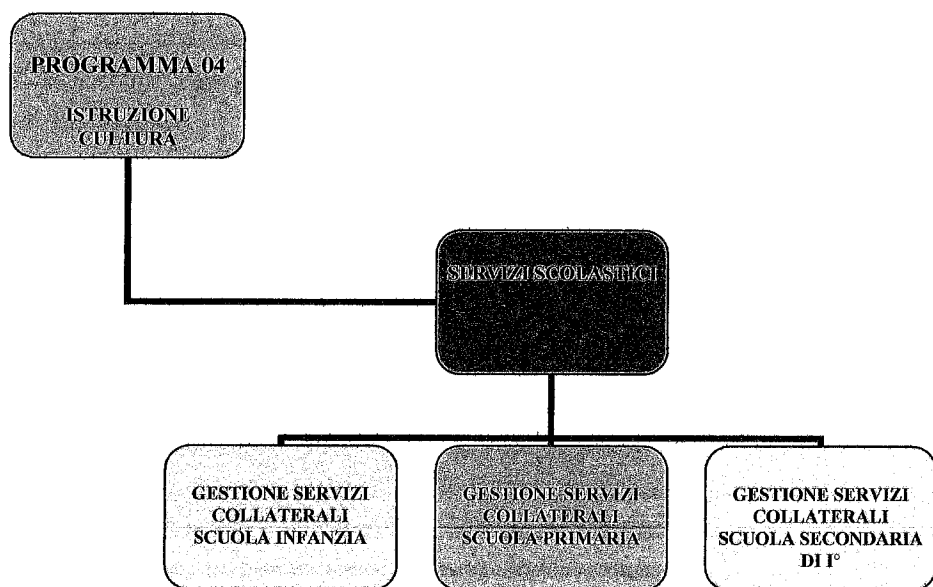 PROGRAMMA 04
ISTRUZIONE
CULTURA
SERVIZI SCOLASTICI
GESTIONE SERVIZI
COLLATERALI
SCUOLA INFANZIA
GESTIONE SERVIZI
COLLATERALI
SCUOLA PRIMARIA
GESTIONE SERVIZI
COLLATERALI
SCUOLA SECONDARIA
DI I°